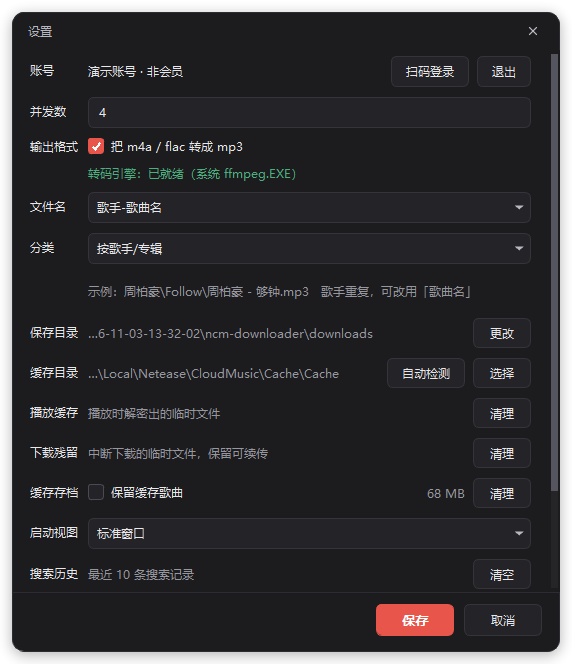 设置
账号 演示账号 · 非会员 扫码登录 退出
并发数 4
输出格式 把 m4a / flac 转成 mp3
转码引擎：已就绪（系统 ffmpeg.EXE）
文件名 歌手-歌曲名
分类 按歌手/专辑
示例：周柏豪\Follow\周柏豪 - 够钟.mp3 歌手重复，可改用「歌曲名」
保存目录 ...6-11-03-13-32-02\ncm-downloader\downloads 更改
缓存目录 ...\Local\Netease\CloudMusic\Cache\Cache 自动检测 选择
播放缓存 播放时解密出的临时文件 清理
下载残留 中断下载的临时文件，保留可续传 清理
缓存存档 保留缓存歌曲 68 MB 清理
启动视图 标准窗口
搜索历史 最近 10 条搜索记录 清空
保存 取消